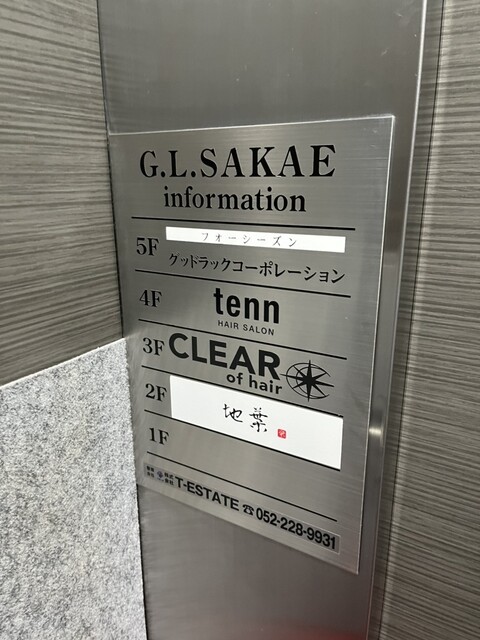 G.L.SAKAE
information
5F フォーシーズン
グッドラックコーポレーション
4F tenn
HAIR SALON
3F CLEAR
of hair
2F 地葉
1F
T-ESTATE ☎052-228-9931